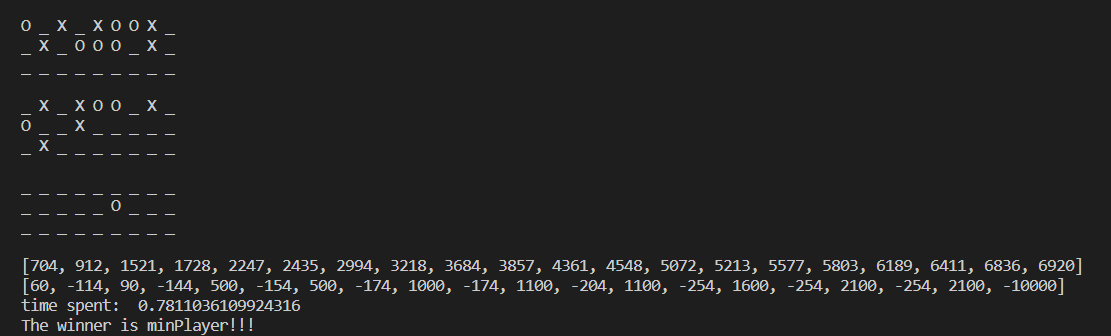 O _ X _ X O O X _
_ X _ O O O _ X _
_ _ _ _ _ _ _ _ _
_ X _ X O O _ X _
O _ _ X _ _ _ _ _
_ X _ _ _ _ _ _ _
_ _ _ _ _ _ _ _ _
_ _ _ _ _ O _ _ _
_ _ _ _ _ _ _ _ _
[704, 912, 1521, 1728, 2247, 2435, 2994, 3218, 3684, 3857, 4361, 4548, 5072, 5213, 5577, 5803, 6189, 6411, 6836, 6920]
[60, -114, 90, -144, 500, -154, 500, -174, 1000, -174, 1100, -204, 1100, -254, 1600, -254, 2100, -254, 2100, -10000]
time spent:  0.7811036109924316
The winner is minPlayer!!!